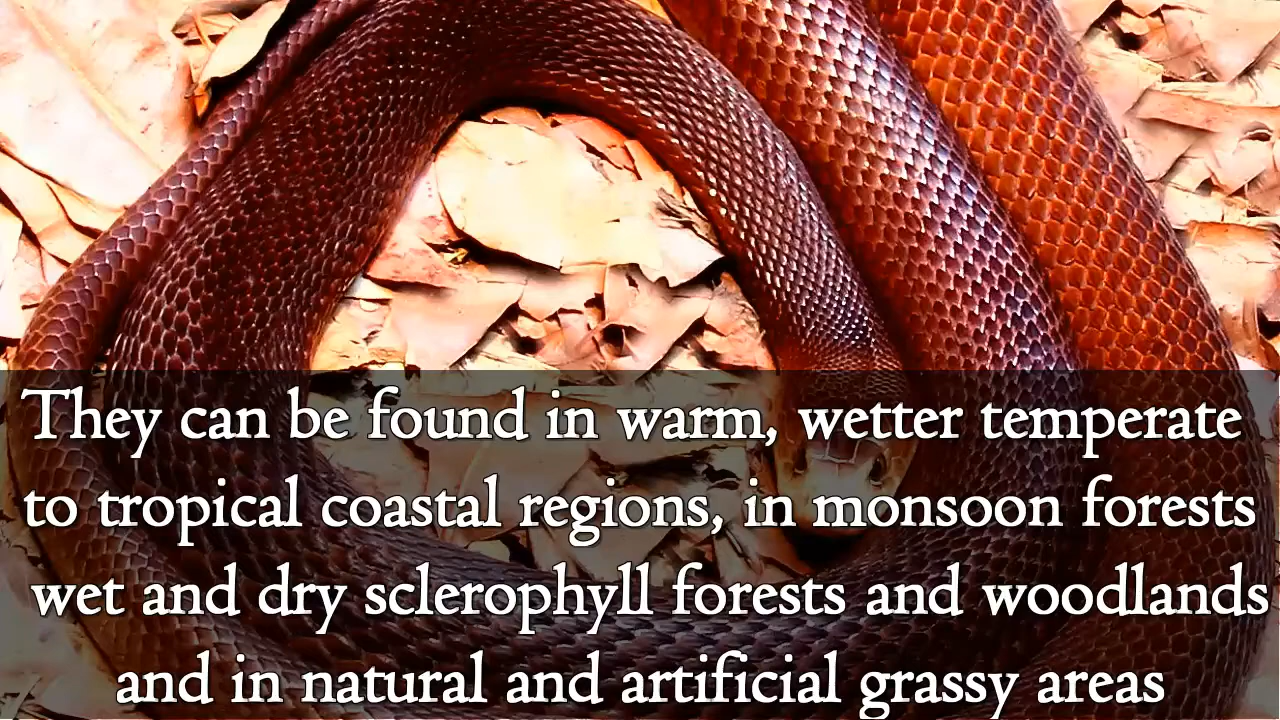 They can be found in warm, wetter temperate
to tropical coastal regions, in monsoon forests
wet and dry sclerophyll forests and woodlands
and in natural and artificial grassy areas